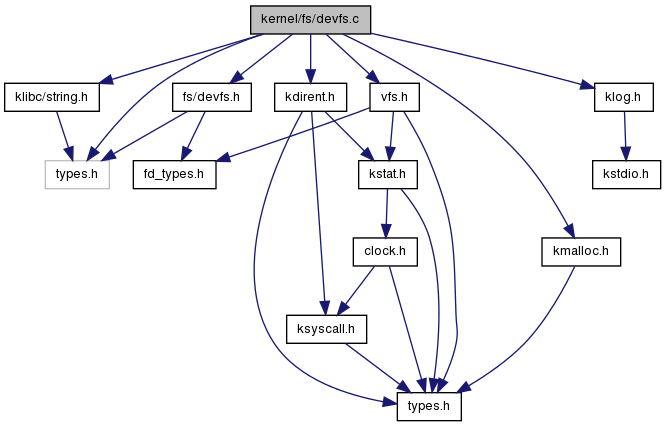 kernel/fs/devfs.c
klibc/string.h
fs/devfs.h
kdirent.h
vfs.h
klog.h
types.h
fd_types.h
kstat.h
kstdio.h
clock.h
kmalloc.h
ksyscall.h
types.h